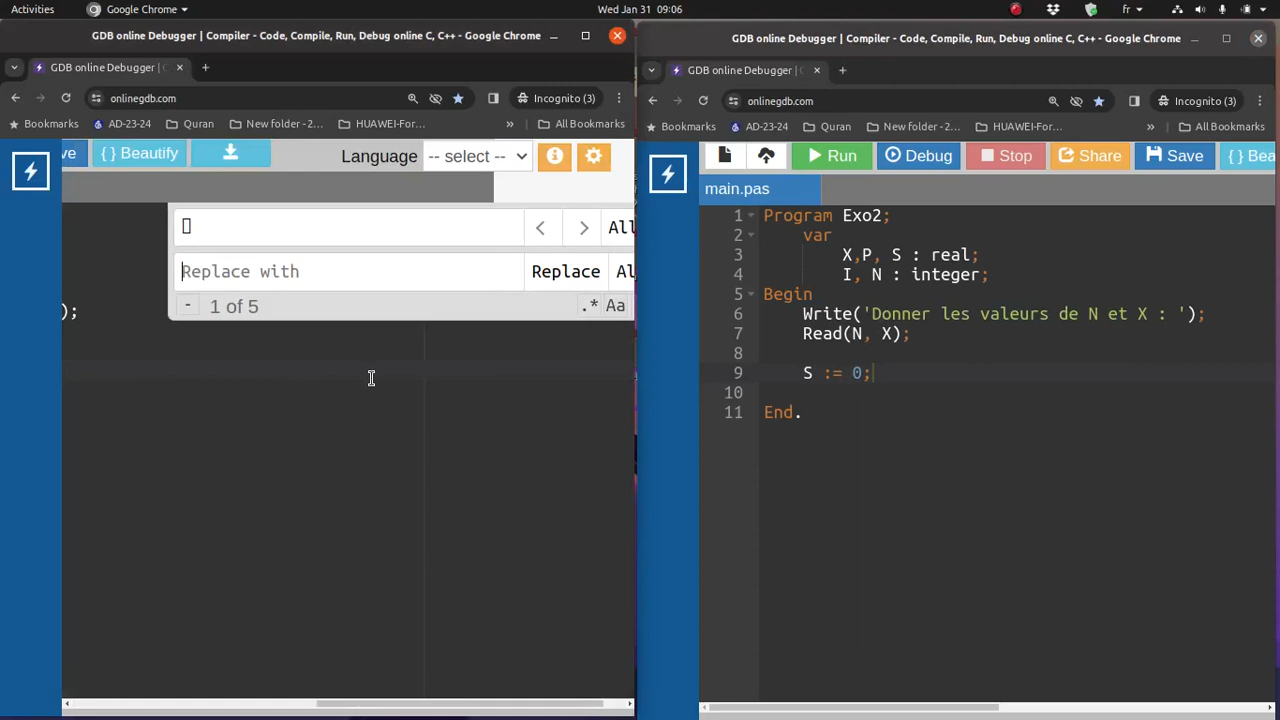 Activities Google Chrome Wed Jan 31 09:06 fr
GDB online Debugger | Compiler - Code, Compile, Run, Debug online C, C++ - Google Chrome
GDB online Debugger | C
onlinegdb.com Incognito (3)
Bookmarks AD-23-24 Quran New folder - 2... HUAWEI-For... » All Bookmarks
ve { } Beautify Language -- select --
All
Replace with Replace Al
- 1 of 5 .* Aa
);
GDB online Debugger | Compiler - Code, Compile, Run, Debug online C, C++ - Google Chrome
GDB online Debugger | C
onlinegdb.com Incognito (3)
Bookmarks AD-23-24 Quran New folder - 2... HUAWEI-For... » All Bookmarks
Run Debug Stop Share Save { } Bea
main.pas
1 Program Exo2;
2 var
3 X,P, S : real;
4 I, N : integer;
5 Begin
6 Write('Donner les valeurs de N et X : ');
7 Read(N, X);
8
9 S := 0;
10
11 End.